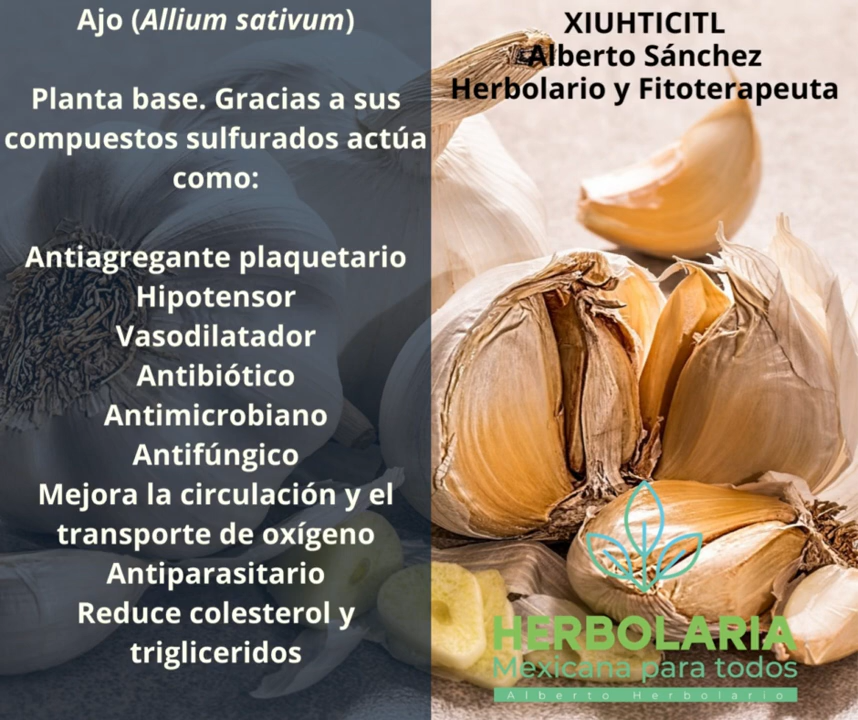 Ajo (Allium sativum)
Planta base. Gracias a sus
compuestos sulfurados actúa
como:
Antiagregante plaquetario
Hipotensor
Vasodilatador
Antibiótico
Antimicrobiano
Antifúngico
Mejora la circulación y el
transporte de oxígeno
Antiparasitario
Reduce colesterol y
trigliceridos
XIUHTICITL
Alberto Sánchez
Herbolario y Fitoterapeuta
HERBOLARIA
Mexicana para todos
Alberto Herbolario